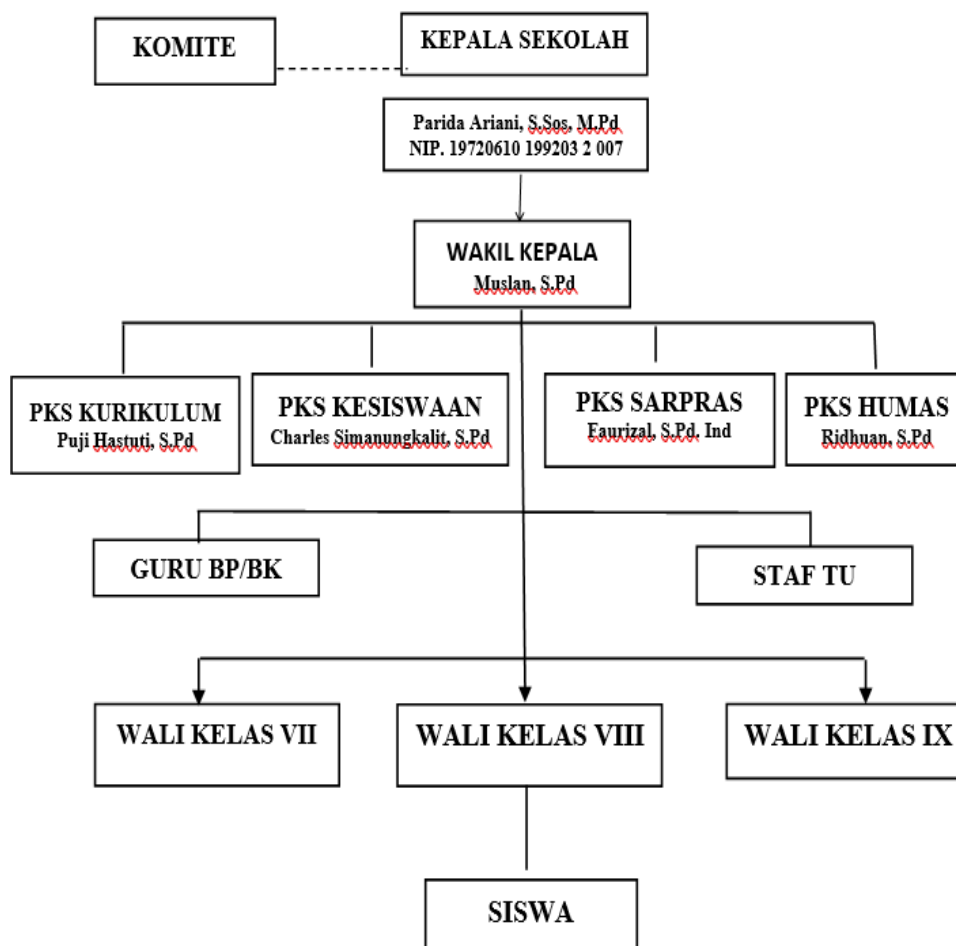 KOMITE
KEPALA SEKOLAH
Parida Ariani, S.Sos, M.Pd
NIP. 19720610 199203 2 007
WAKIL KEPALA
Muslan, S.Pd
PKS KURIKULUM
Puji Hastuti, S.Pd
PKS KESISWAAN
Charles Simanungkalit, S.Pd
PKS SARPRAS
Faurizal, S.Pd. Ind
PKS HUMAS
Ridhuan, S.Pd
GURU BP/BK
STAF TU
WALI KELAS VII
WALI KELAS VIII
WALI KELAS IX
SISWA